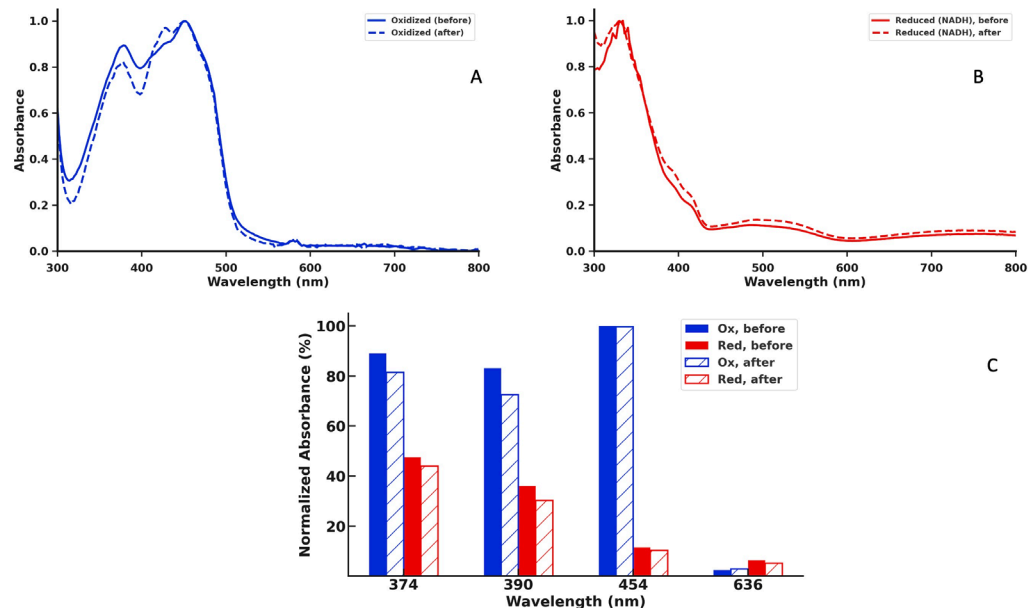 1.0
0.8
0.6
0.4
0.2
0.0
Absorbance
300 400 500 600 700 800
Wavelength (nm)
Oxidized (before)
Oxidized (after)
A
1.0
0.8
0.6
0.4
0.2
0.0
Absorbance
300 400 500 600 700 800
Wavelength (nm)
Reduced (NADH), before
Reduced (NADH), after
B
100
80
60
40
20
Normalized Absorbance (%)
374 390 454 636
Wavelength (nm)
Ox, before
Red, before
Ox, after
Red, after
C